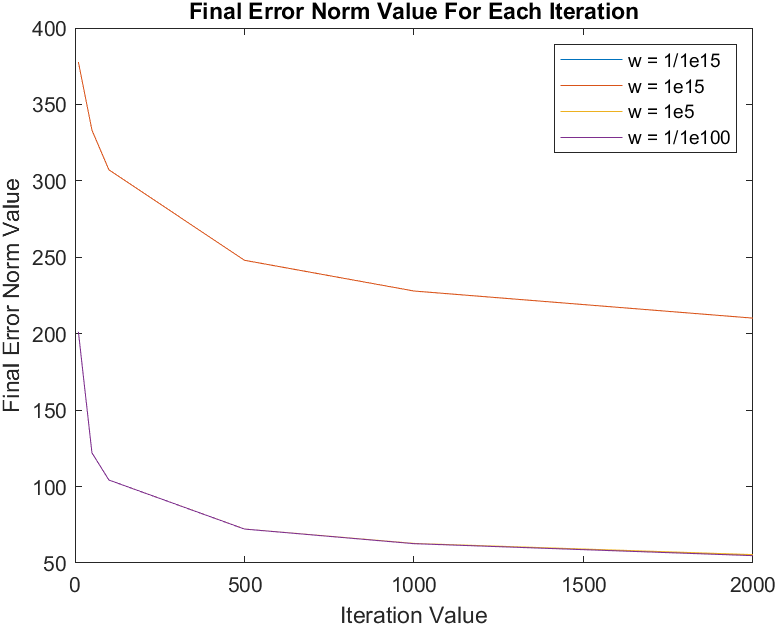 Final Error Norm Value For Each Iteration
400
350
300
250
200
150
100
50
Final Error Norm Value
w = 1/1e15
w = 1e15
w = 1e5
w = 1/1e100
0
500
1000
1500
2000
Iteration Value